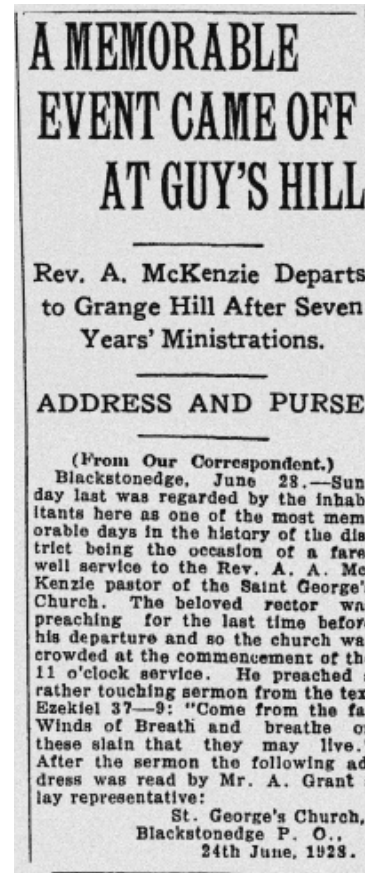 A MEMORABLE
EVENT CAME OFF
AT GUY'S HILL
Rev. A. McKenzie Departs
to Grange Hill After Seven
Years' Ministrations.
ADDRESS AND PURSE
(From Our Correspondent.)
Blackstonedge, June 28.—Sun
day last was regarded by the inhab
itants here as one of the most mem
orable days in the history of the dis
trict being the occasion of a fare
well service to the Rev. A. A. Mc
Kenzie pastor of the Saint George'
Church. The beloved rector wa
preaching for the last time befor
his departure and so the church wa
crowded at the commencement of th
11 o'clock service. He preached
rather touching sermon from the tex
Ezekiel 37—9: "Come from the fa
Winds of Breath and breathe o
these slain that they may live.
After the sermon the following ad
dress was read by Mr. A. Grant
lay representative:
St. George's Church,
Blackstonedge P. O.,
24th June, 1928.